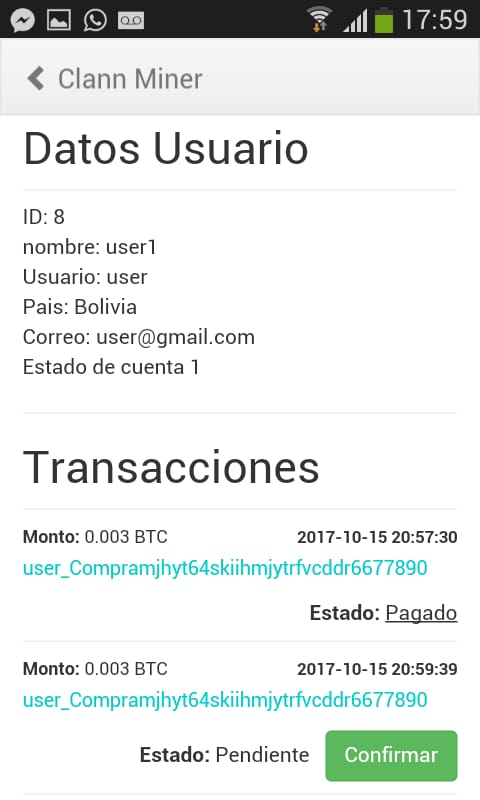 17:59
Clann Miner
Datos Usuario
ID: 8
nombre: user1
Usuario: user
Pais: Bolivia
Correo: user@gmail.com
Estado de cuenta 1
Transacciones
Monto: 0.003 BTC 2017-10-15 20:57:30
user_Compramjhyt64skiihmjytrfvcddr6677890
Estado: Pagado
Monto: 0.003 BTC 2017-10-15 20:59:39
user_Compramjhyt64skiihmjytrfvcddr6677890
Estado: Pendiente Confirmar